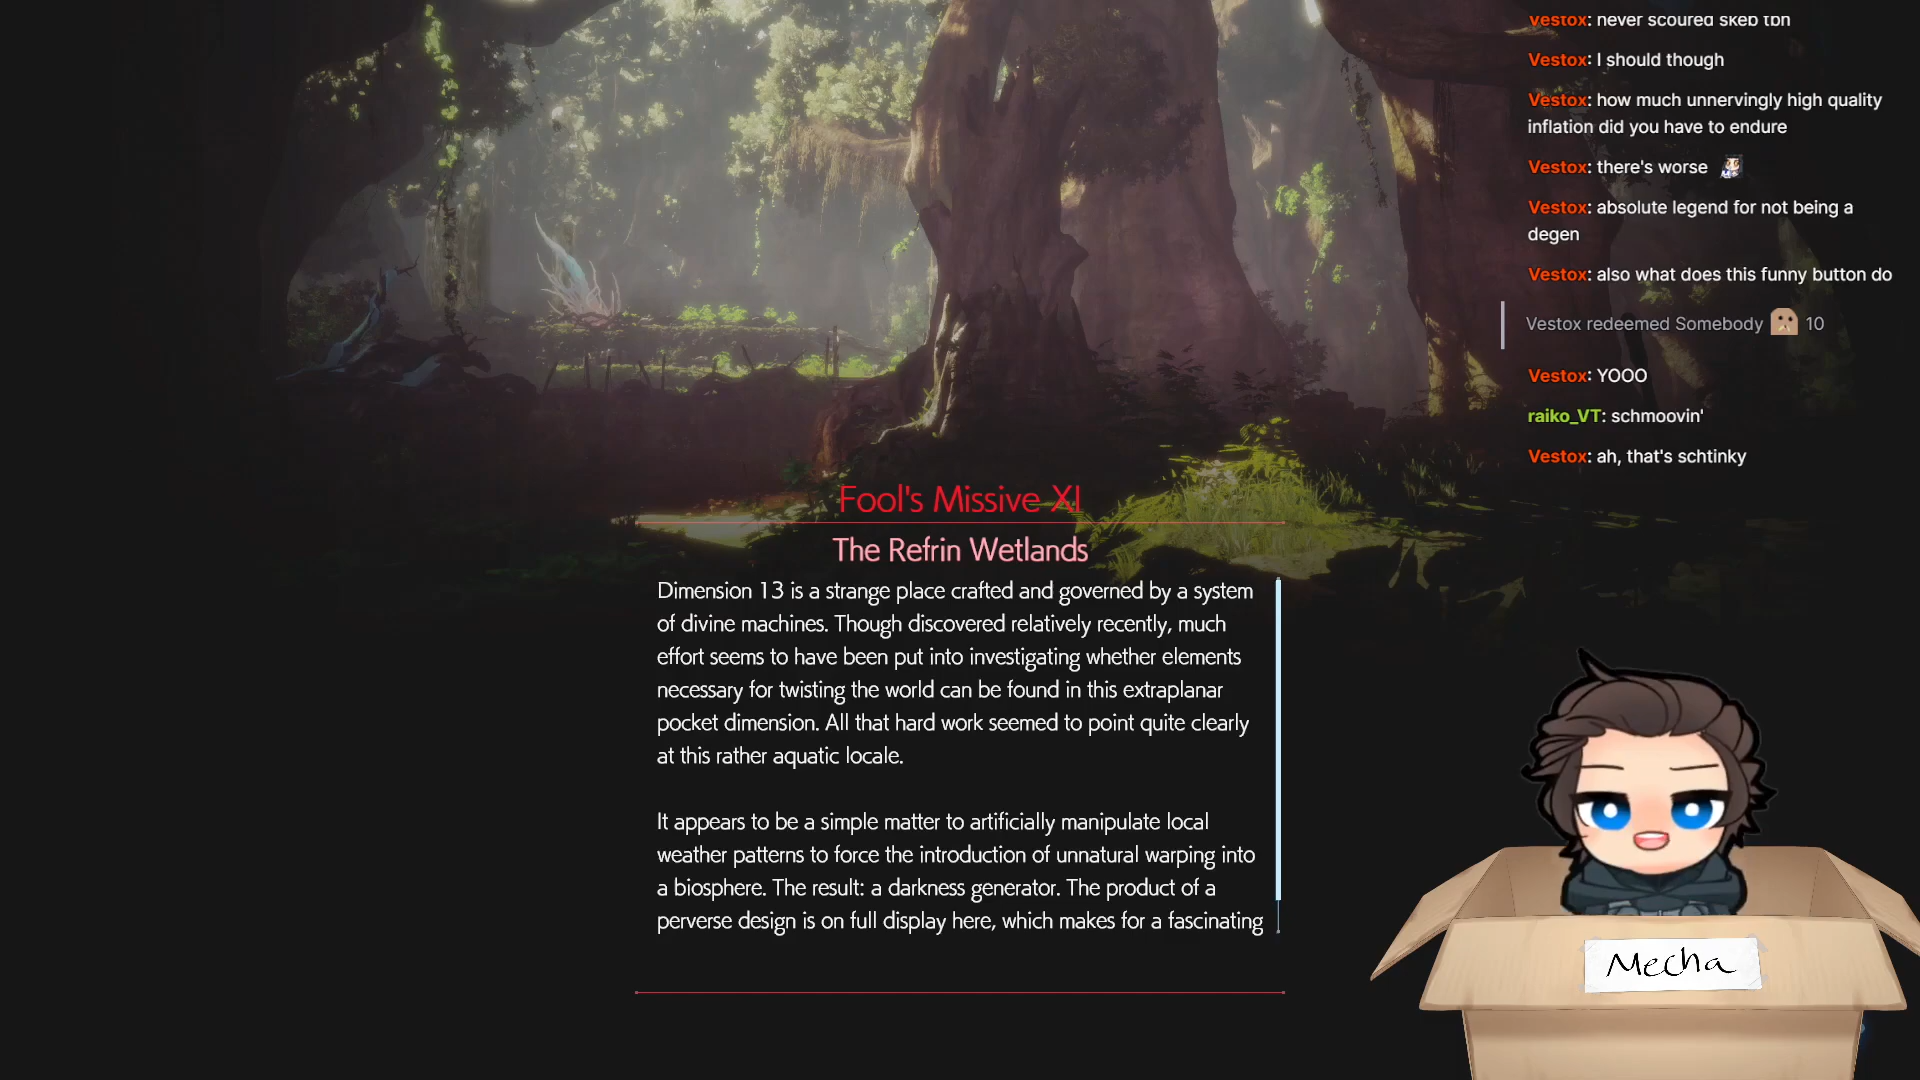 Vestox: never scoured skeb tbh
Vestox: I should though
Vestox: how much unnervingly high quality
inflation did you have to endure
Vestox: there's worse
Vestox: absolute legend for not being a
degen
Vestox: also what does this funny button do
Vestox redeemed Somebody 10
Vestox: YOOO
raiko_VT: schmoovin'
Vestox: ah, that's schtinky
Fool's Missive XI
The Refrin Wetlands
Dimension 13 is a strange place crafted and governed by a system
of divine machines. Though discovered relatively recently, much
effort seems to have been put into investigating whether elements
necessary for twisting the world can be found in this extraplanar
pocket dimension. All that hard work seemed to point quite clearly
at this rather aquatic locale.
It appears to be a simple matter to artificially manipulate local
weather patterns to force the introduction of unnatural warping into
a biosphere. The result: a darkness generator. The product of a
perverse design is on full display here, which makes for a fascinating
Mecha